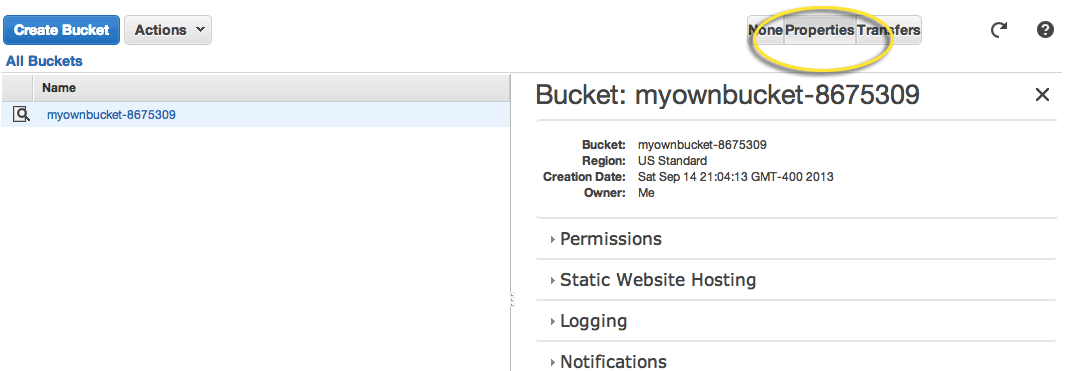 Create Bucket Actions None Properties Transfers
All Buckets
Name
myownbucket-8675309
Bucket: myownbucket-8675309
Bucket: myownbucket-8675309
Region: US Standard
Creation Date: Sat Sep 14 21:04:13 GMT-400 2013
Owner: Me
Permissions
Static Website Hosting
Logging
Notifications